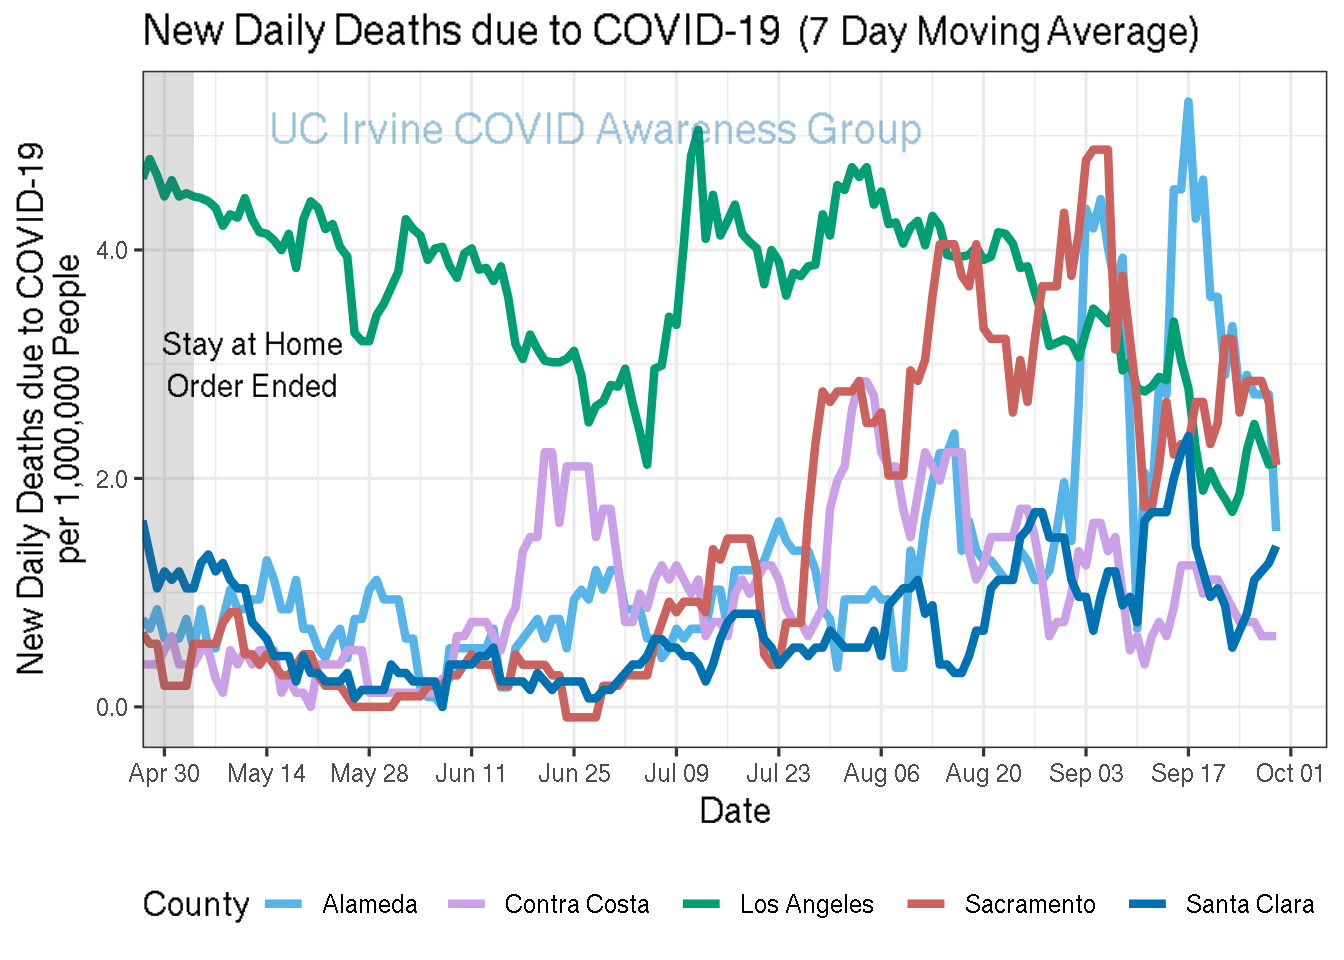 New Daily Deaths due to COVID-19 (7 Day Moving Average)
UC Irvine COVID Awareness Group
New Daily Deaths due to COVID-19
per 1,000,000 People
4.0
2.0
0.0
Stay at Home
Order Ended
Apr 30 May 14 May 28 Jun 11 Jun 25 Jul 09 Jul 23 Aug 06 Aug 20 Sep 03 Sep 17 Oct 01
Date
County Alameda Contra Costa Los Angeles Sacramento Santa Clara